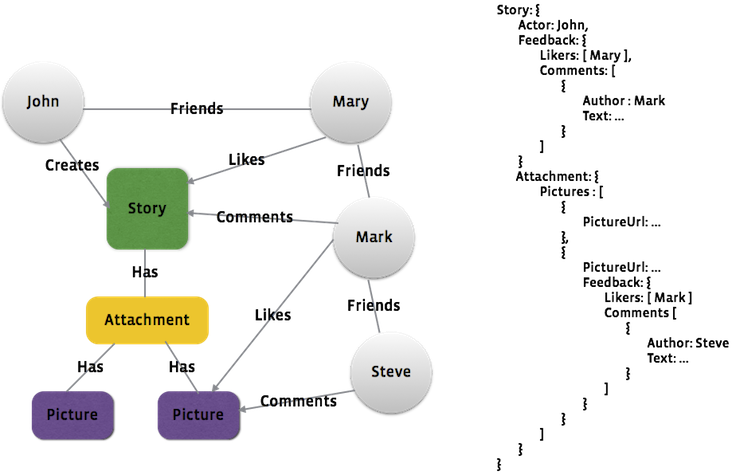 John
Friends
Mary
Creates
Likes
Friends
Story
Comments
Mark
Has
Likes
Friends
Attachment
Has
Has
Steve
Picture
Picture
Comments
Story: {
Actor: John,
Feedback: {
Likers: [ Mary ],
Comments: [
{
Author : Mark
Text: ...
}
]
}
Attachment: {
Pictures : [
{
PictureUrl: ...
},
{
PictureUrl: ...
Feedback: {
Likers: [ Mark ]
Comments [
{
Author: Steve
Text: ...
}
]
}
}
]
}
}